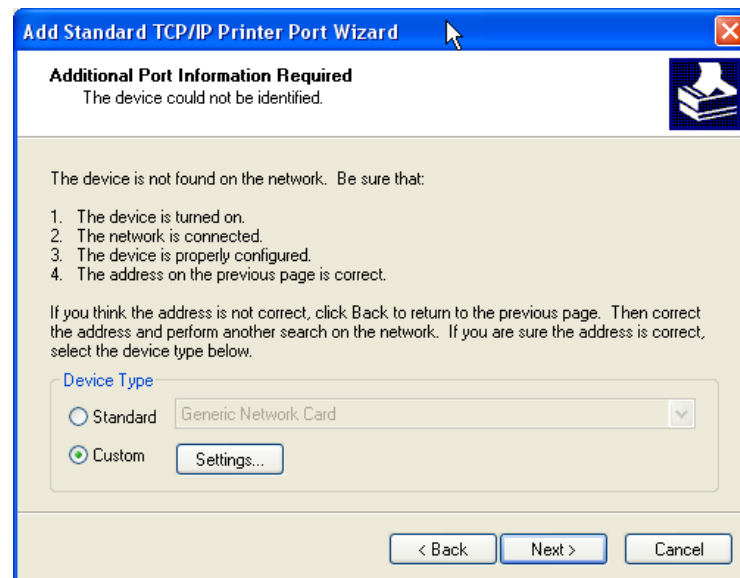 Add Standard TCP/IP Printer Port Wizard
Additional Port Information Required
The device could not be identified.
The device is not found on the network.  Be sure that:
1.  The device is turned on.
2.  The network is connected.
3.  The device is properly configured.
4.  The address on the previous page is correct.
If you think the address is not correct, click Back to return to the previous page.  Then correct
the address and perform another search on the network.  If you are sure the address is correct,
select the device type below.
Device Type
Standard Generic Network Card
Custom Settings...
< Back Next > Cancel